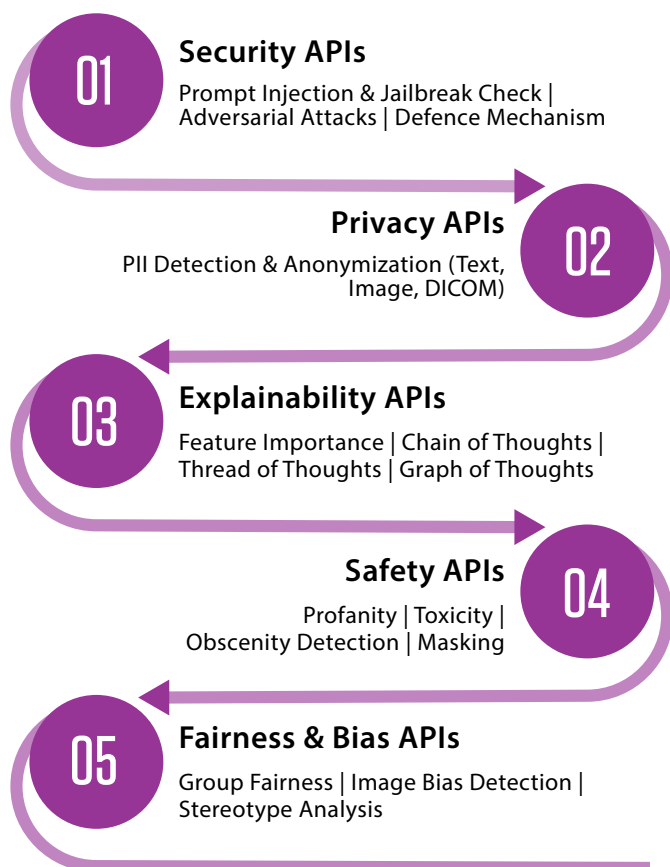 01
Security APIs
Prompt Injection & Jailbreak Check |
Adversarial Attacks | Defence Mechanism
02
Privacy APIs
PII Detection & Anonymization (Text,
Image, DICOM)
03
Explainability APIs
Feature Importance | Chain of Thoughts |
Thread of Thoughts | Graph of Thoughts
04
Safety APIs
Profanity | Toxicity |
Obscenity Detection | Masking
05
Fairness & Bias APIs
Group Fairness | Image Bias Detection |
Stereotype Analysis